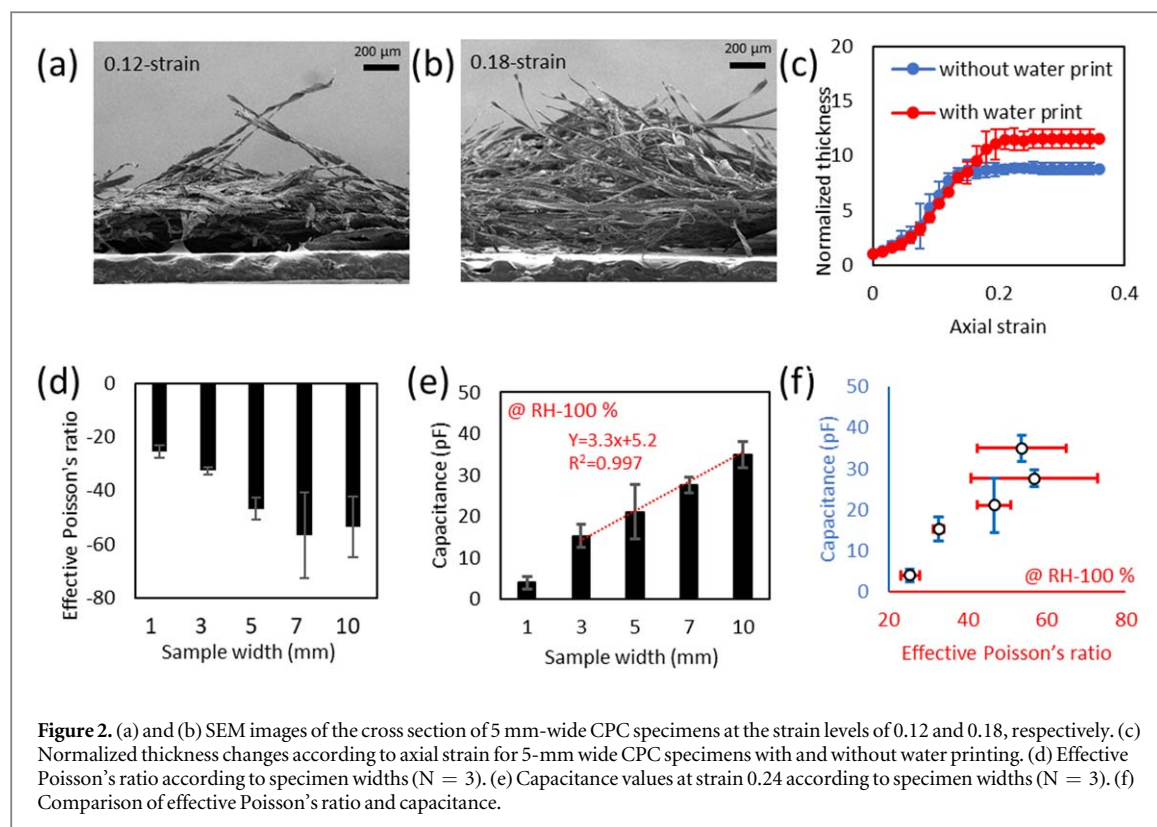 (a)
0.12-strain
200 µm
(b)
0.18-strain
200 µm
(c)
Normalized thickness
20
15
10
5
0
without water print
with water print
0
0.2
0.4
Axial strain
(d)
Effective Poisson's ratio
0
-20
-40
-60
-80
1
3
5
7
10
Sample width (mm)
(e)
Capacitance (pF)
50
40
30
20
10
0
@ RH-100 %
Y=3.3x+5.2
R²=0.997
1
3
5
7
10
Sample width (mm)
(f)
Capacitance (pF)
50
40
30
20
10
0
@ RH-100 %
20
40
60
80
Effective Poisson's ratio
Figure 2. (a) and (b) SEM images of the cross section of 5 mm-wide CPC specimens at the strain levels of 0.12 and 0.18, respectively. (c)
Normalized thickness changes according to axial strain for 5-mm wide CPC specimens with and without water printing. (d) Effective
Poisson's ratio according to specimen widths (N = 3). (e) Capacitance values at strain 0.24 according to specimen widths (N = 3). (f)
Comparison of effective Poisson's ratio and capacitance.